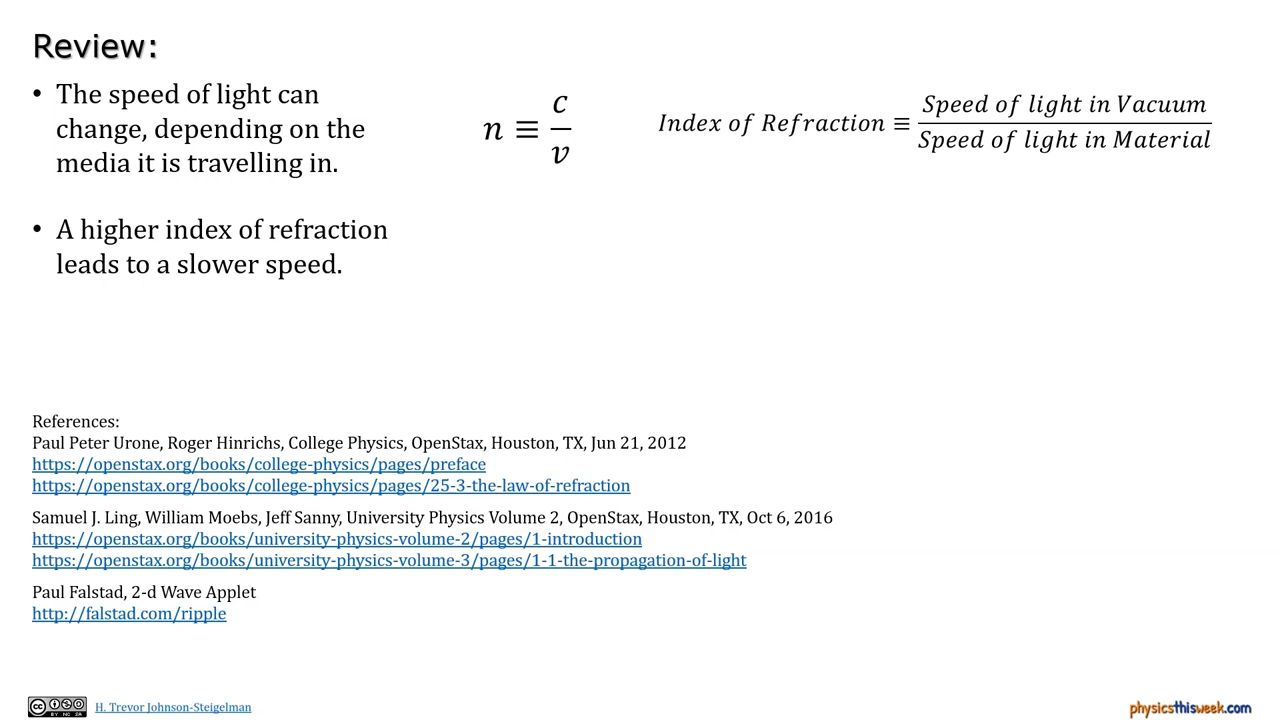 Review:
• The speed of light can
change, depending on the
media it is travelling in.
n ≡ c/v
Index of Refraction ≡ Speed of light in Vacuum / Speed of light in Material
• A higher index of refraction
leads to a slower speed.
References:
Paul Peter Urone, Roger Hinrichs, College Physics, OpenStax, Houston, TX, Jun 21, 2012
https://openstax.org/books/college-physics/pages/preface
https://openstax.org/books/college-physics/pages/25-3-the-law-of-refraction
Samuel J. Ling, William Moebs, Jeff Sanny, University Physics Volume 2, OpenStax, Houston, TX, Oct 6, 2016
https://openstax.org/books/university-physics-volume-2/pages/1-introduction
https://openstax.org/books/university-physics-volume-3/pages/1-1-the-propagation-of-light
Paul Falstad, 2-d Wave Applet
http://falstad.com/ripple
CC BY NC SA
H. Trevor Johnson-Steigelman
physicsthisweek.com